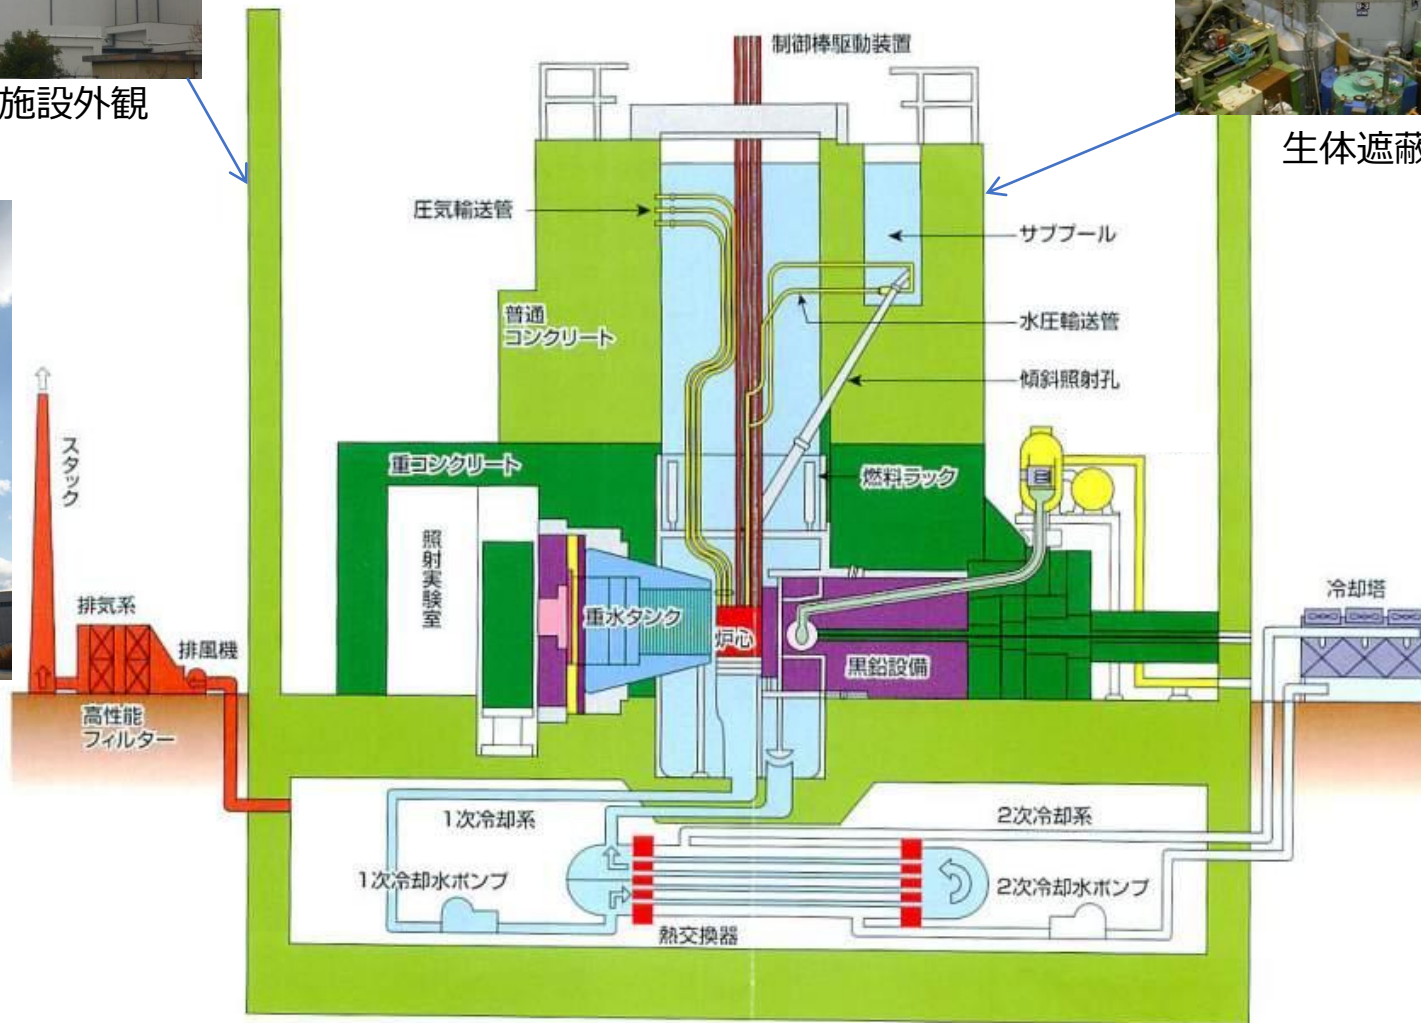 制御棒駆動装置
施設外観
生体遮蔽
圧気輸送管
サブプール
普通
コンクリート
水圧輸送管
傾斜照射孔
スタック
重コンクリート
燃料ラック
照射実験室
排気系
排風機
重水タンク
炉心
黒鉛設備
冷却塔
高性能
フィルター
1次冷却系
2次冷却系
1次冷却水ポンプ
2次冷却水ポンプ
熱交換器